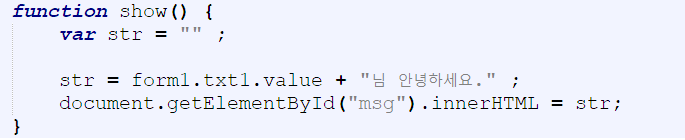 function show() {
    var str = "" ;
    str = form1.txt1.value + "님 안녕하세요." ;
    document.getElementById("msg").innerHTML = str;
}